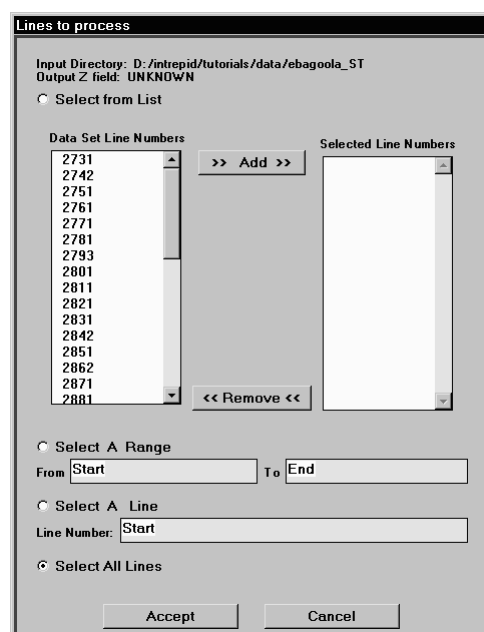 Lines to process
Input Directory: D:/intrepid/tutorials/data/ebagoola_ST
Output Z field: UNKNOWN
Select from List
Data Set Line Numbers
Selected Line Numbers
2731
2742
2751
2761
2771
2781
2793
2801
2811
2821
2831
2842
2851
2862
2871
2881
>> Add >>
<< Remove <<
Select A Range
From Start To End
Select A Line
Line Number: Start
Select All Lines
Accept Cancel